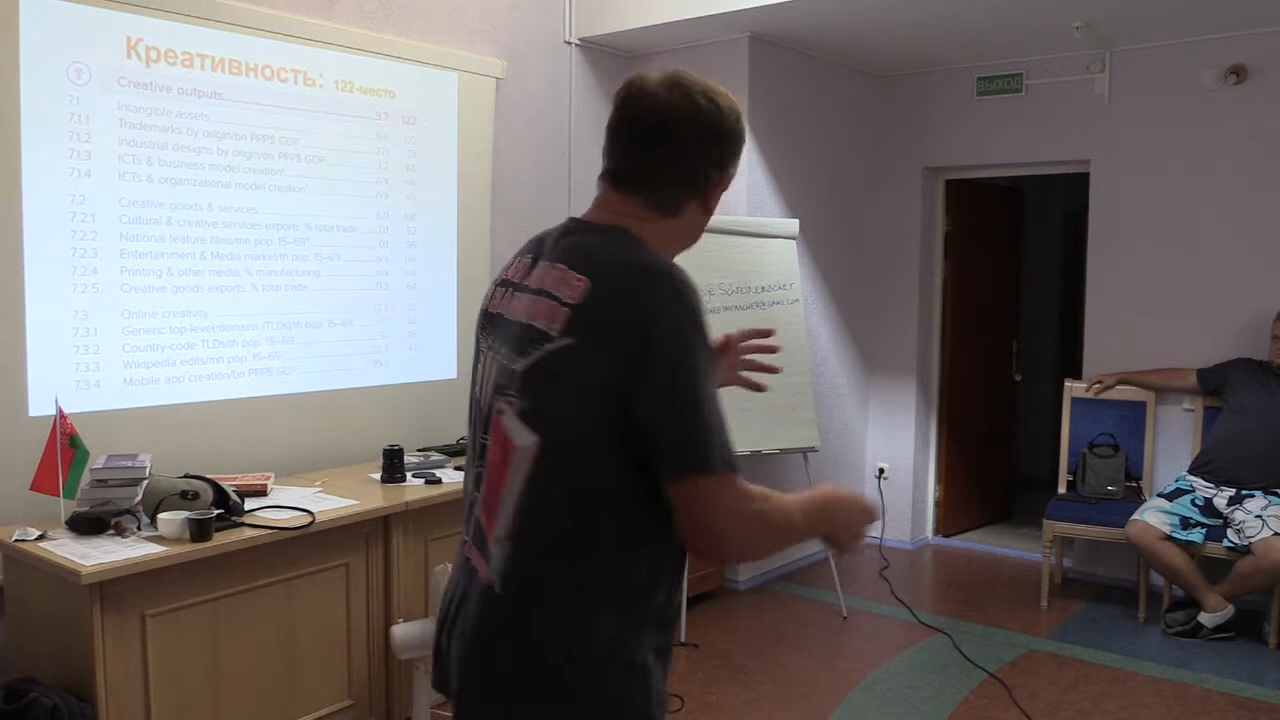 Креативность: 122-место
Creative outputs 9.7 122
7.1 Intangible assets
7.1.1 Trademarks by origin/bn PPP$ GDP
7.1.2 Industrial designs by origin/bn PPP$ GDP
7.1.3 ICTs & business model creation
7.1.4 ICTs & organizational model creation
7.2 Creative goods & services
7.2.1 Cultural & creative services exports, % total trade
7.2.2 National feature films/mn pop. 15–69
7.2.3 Entertainment & Media market/th pop. 15–69
7.2.4 Printing & other media, % manufacturing
7.2.5 Creative goods exports, % total trade
7.3 Online creativity
7.3.1 Generic top-level domains (TLDs)/th pop. 15–69
7.3.2 Country-code TLDs/th pop. 15–69
7.3.3 Wikipedia edits/mn pop. 15–69
7.3.4 Mobile app creation/bn PPP$ GDP
ВЫХОД
Schreinemacher